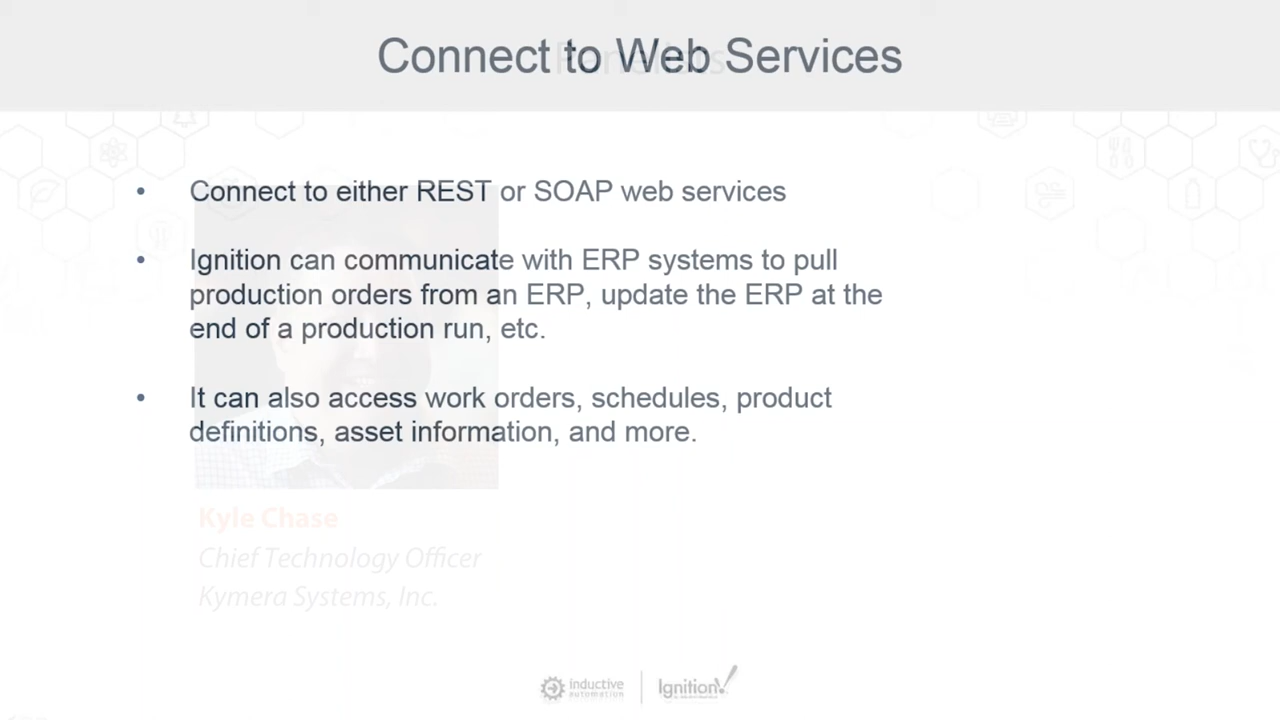 Connect to Web Services
Panelists
• Connect to either REST or SOAP web services
• Ignition can communicate with ERP systems to pull
production orders from an ERP, update the ERP at the
end of a production run, etc.
• It can also access work orders, schedules, product
definitions, asset information, and more.
Kyle Chase
Chief Technology Officer
Kymera Systems, Inc.
inductive
automation
Ignition!